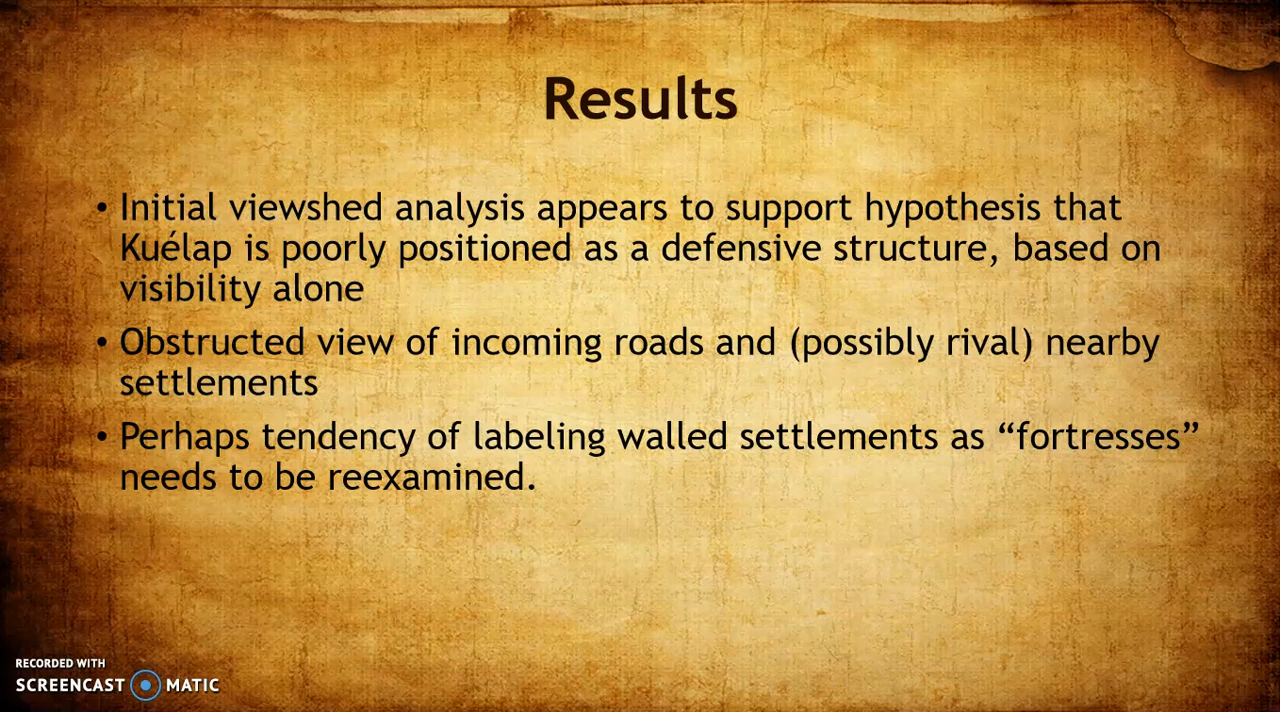 Results
• Initial viewshed analysis appears to support hypothesis that
Kuélap is poorly positioned as a defensive structure, based on
visibility alone
• Obstructed view of incoming roads and (possibly rival) nearby
settlements
• Perhaps tendency of labeling walled settlements as “fortresses”
needs to be reexamined.
RECORDED WITH
SCREENCAST MATIC